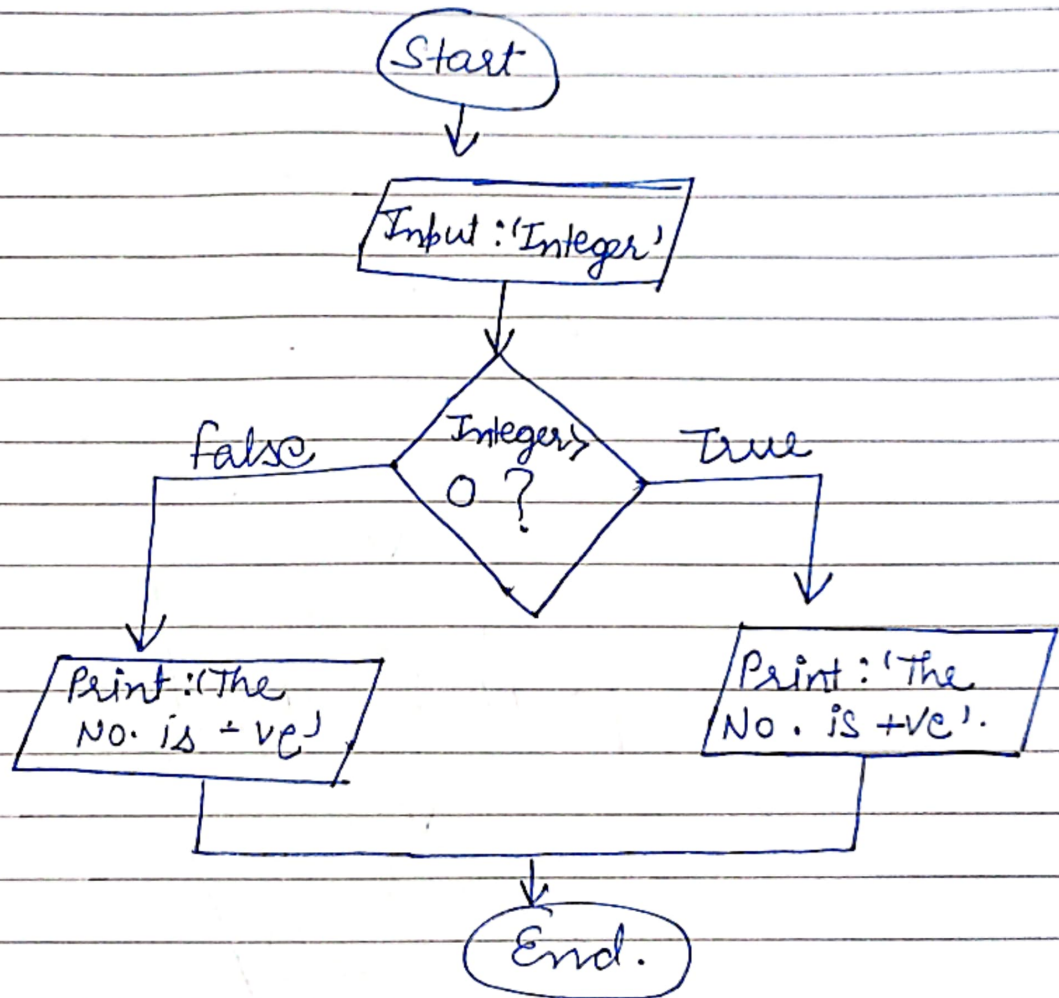 Start
Input :'Integer'
Integer>
0 ?
false
True
Print :'The
No. is -ve'
Print : 'The
No. is +ve'.
End.